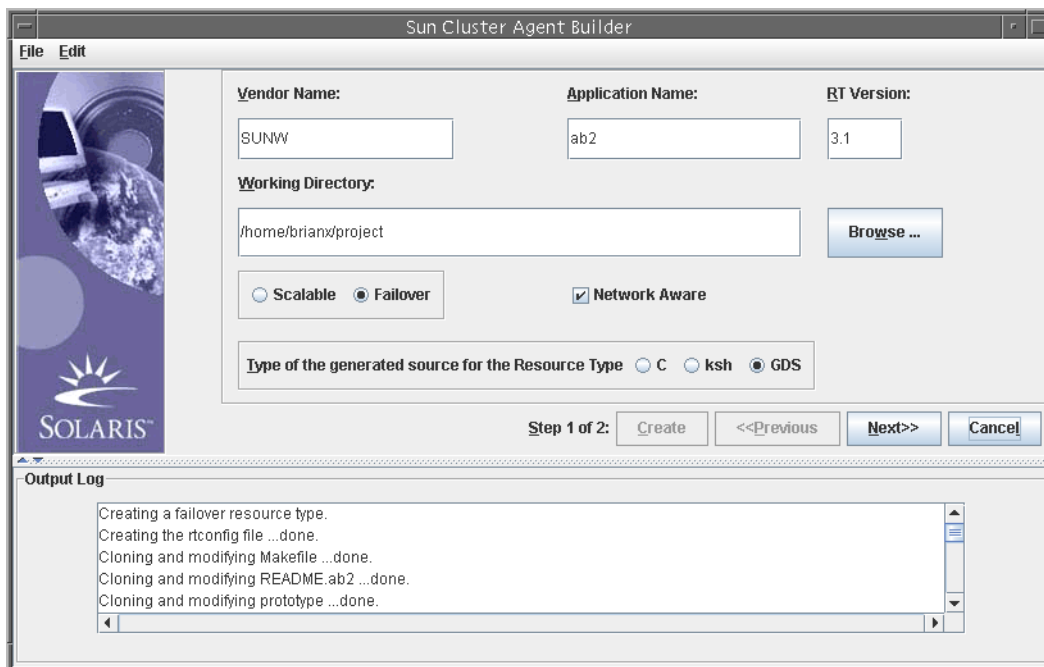 Sun Cluster Agent Builder
File Edit
Vendor Name: Application Name: RT Version:
SUNW ab2 3.1
Working Directory:
/home/brianx/project Browse ...
Scalable Failover Network Aware
Type of the generated source for the Resource Type C ksh GDS
SOLARIS™
Step 1 of 2: Create <<Previous Next>> Cancel
Output Log
Creating a failover resource type.
Creating the rtconfig file ...done.
Cloning and modifying Makefile ...done.
Cloning and modifying README.ab2 ...done.
Cloning and modifying prototype ...done.